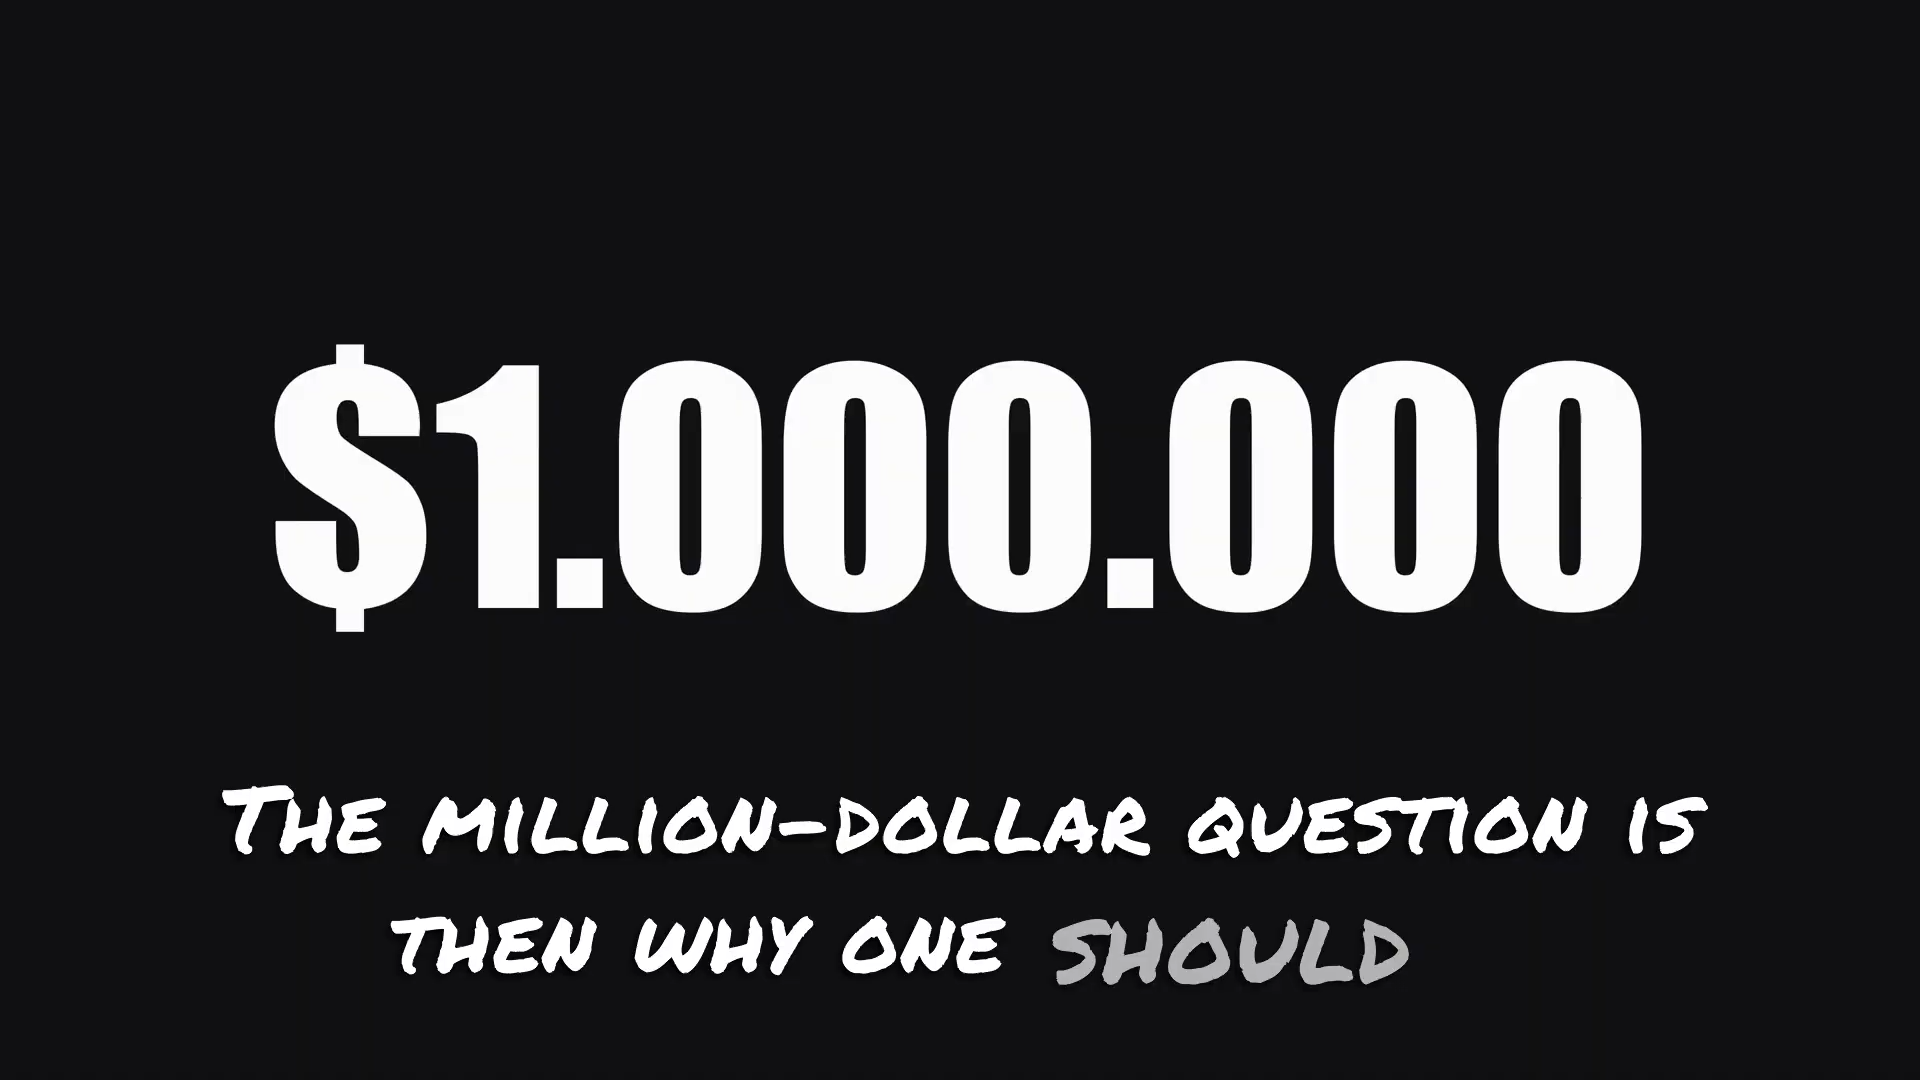 $1.000.000
The million-dollar question is
then why one should